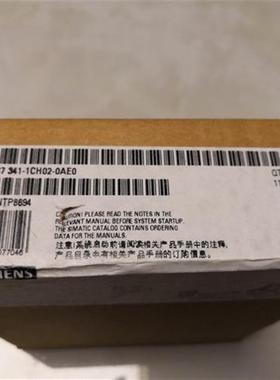 7 341-1CH02-0AE0
QT
NTP8694
CAUTION! PLEASE READ THE NOTES IN THE
RELEVANT MANUAL BEFORE SYSTEM STARTUP.
THE SIMATIC CATALOG CONTAINS ORDERING
DATA FOR THE MANUALS.
注意!系统启动前请阅读相关产品手册中的注释,
目录中有相关产品手册的订购信息。
077046
ENS